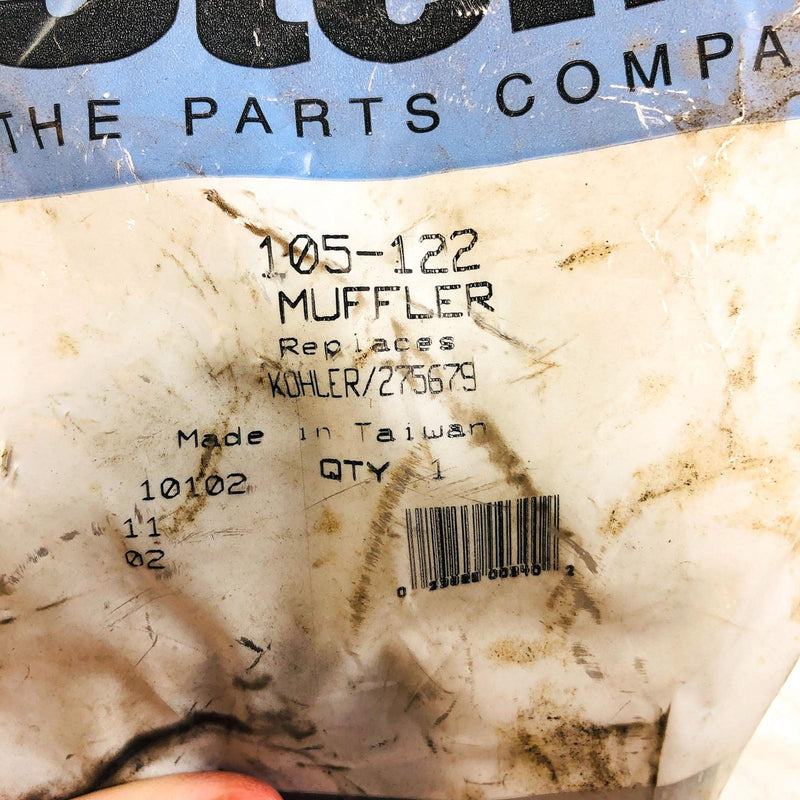 THE PARTS COMPA
105-122
MUFFLER
Replaces
KOHLER/275679
Made in Taiwan
10102 QTY 1
11
02